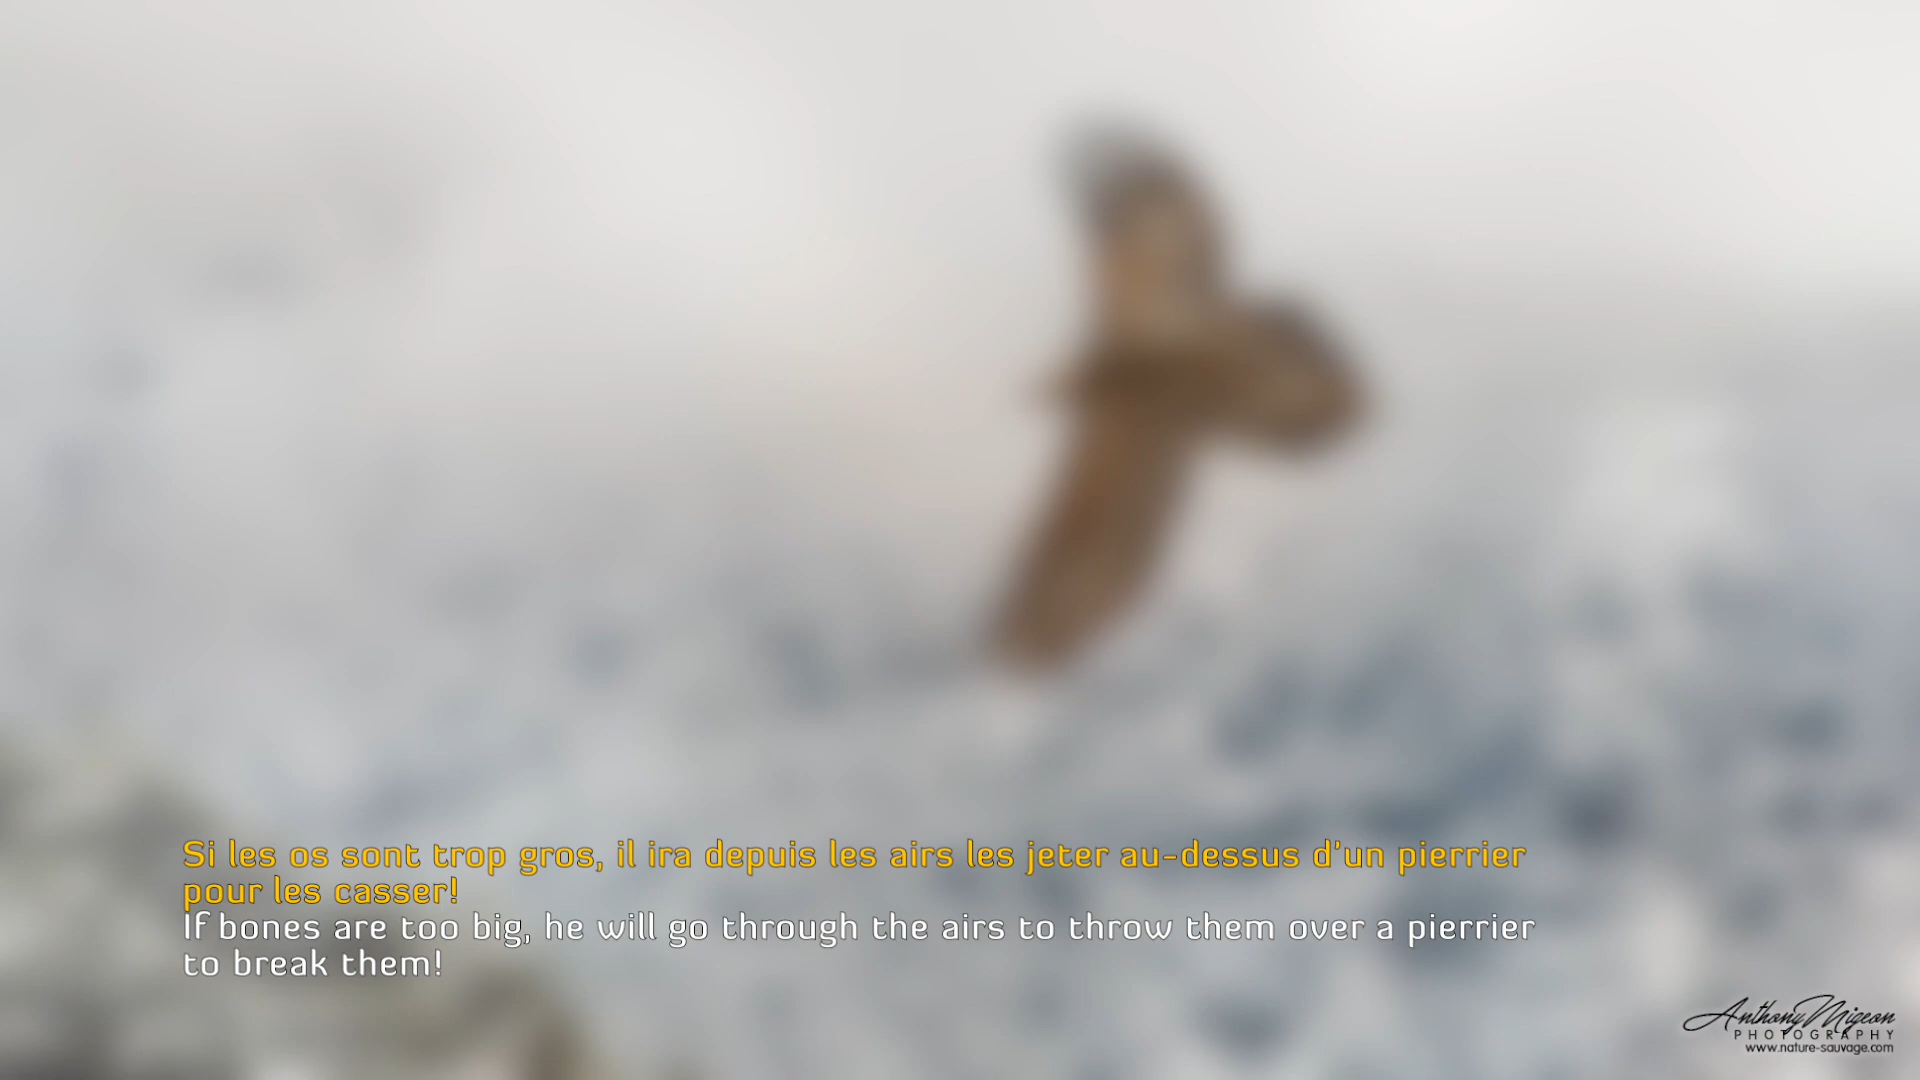 Si les os sont trop gros, il ira depuis les airs les jeter au-dessus d'un pierrier
pour les casser!
If bones are too big, he will go through the airs to throw them over a pierrier
to break them!
Anthony Migeon
PHOTOGRAPHY
www.nature-sauvage.com